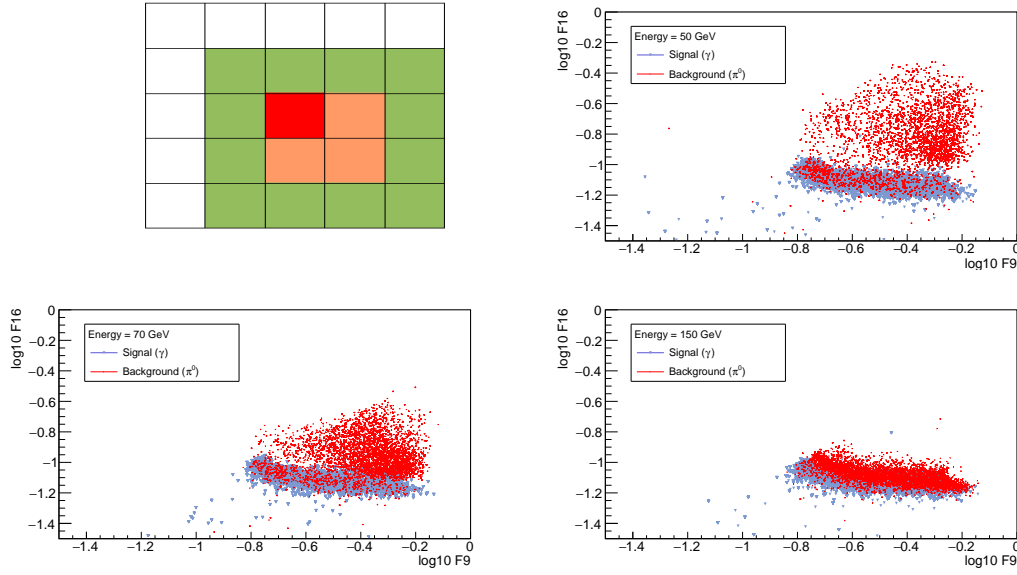 log10 F16
0
−0.2
−0.4
−0.6
−0.8
−1
−1.2
−1.4
Energy = 50 GeV
Signal (γ)
Background (π⁰)
−1.4 −1.2 −1 −0.8 −0.6 −0.4 −0.2 0
log10 F9
log10 F16
0
−0.2
−0.4
−0.6
−0.8
−1
−1.2
−1.4
Energy = 70 GeV
Signal (γ)
Background (π⁰)
−1.4 −1.2 −1 −0.8 −0.6 −0.4 −0.2 0
log10 F9
log10 F16
0
−0.2
−0.4
−0.6
−0.8
−1
−1.2
−1.4
Energy = 150 GeV
Signal (γ)
Background (π⁰)
−1.4 −1.2 −1 −0.8 −0.6 −0.4 −0.2 0
log10 F9